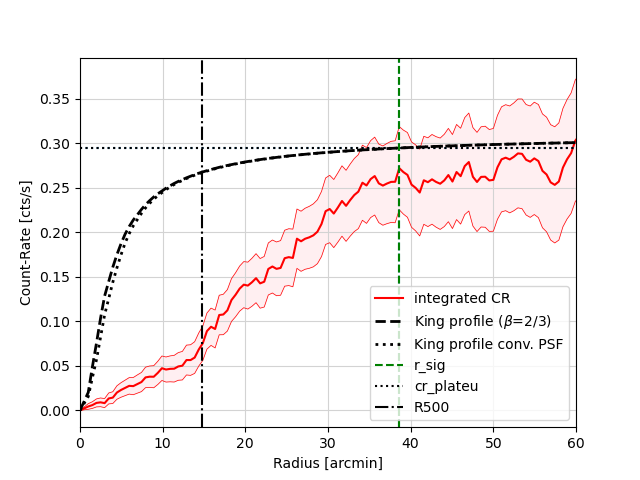 0.35
0.30
0.25
0.20
0.15
0.10
0.05
0.00
Count-Rate [cts/s]
integrated CR
King profile (β=2/3)
King profile conv. PSF
r_sig
cr_plateu
R500
0 10 20 30 40 50 60
Radius [arcmin]